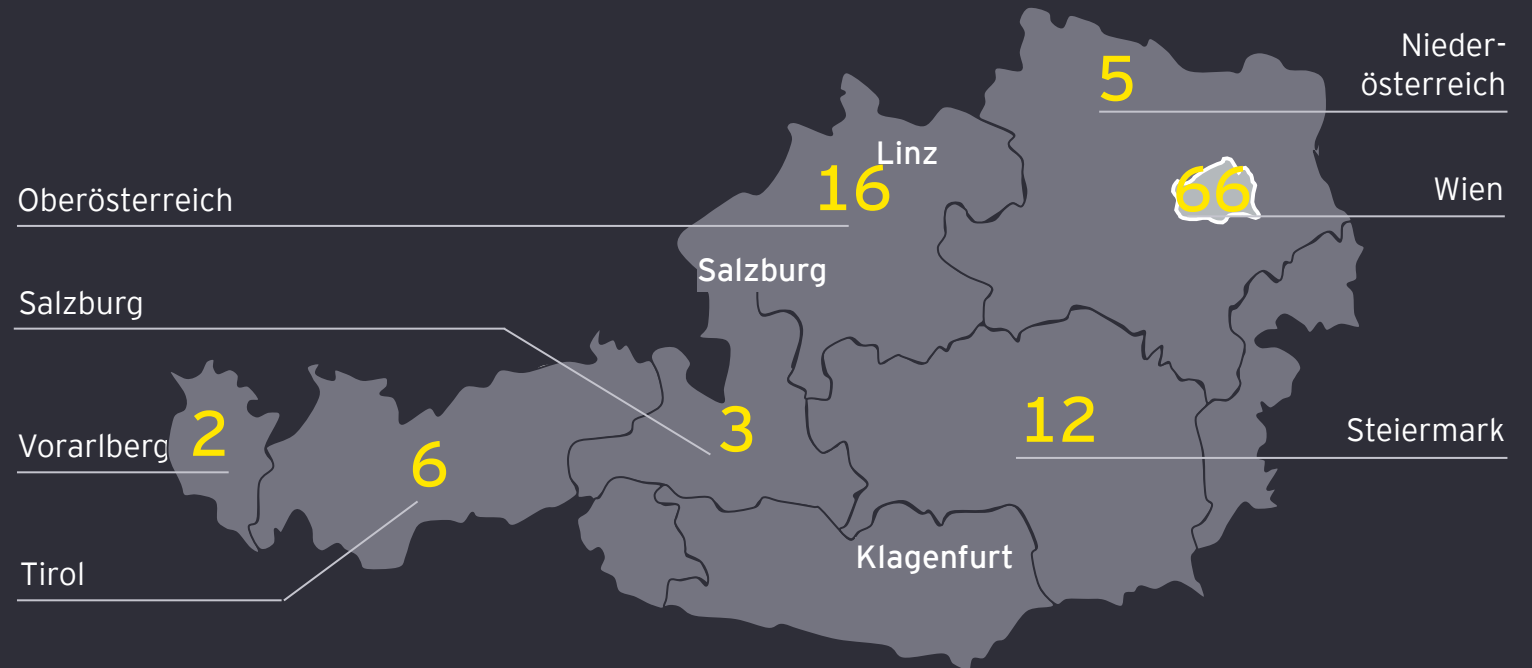 Nieder-
österreich
5
Linz
16
66
Wien
Oberösterreich
Salzburg
Salzburg
2
Vorarlberg
6
3
12
Steiermark
Klagenfurt
Tirol